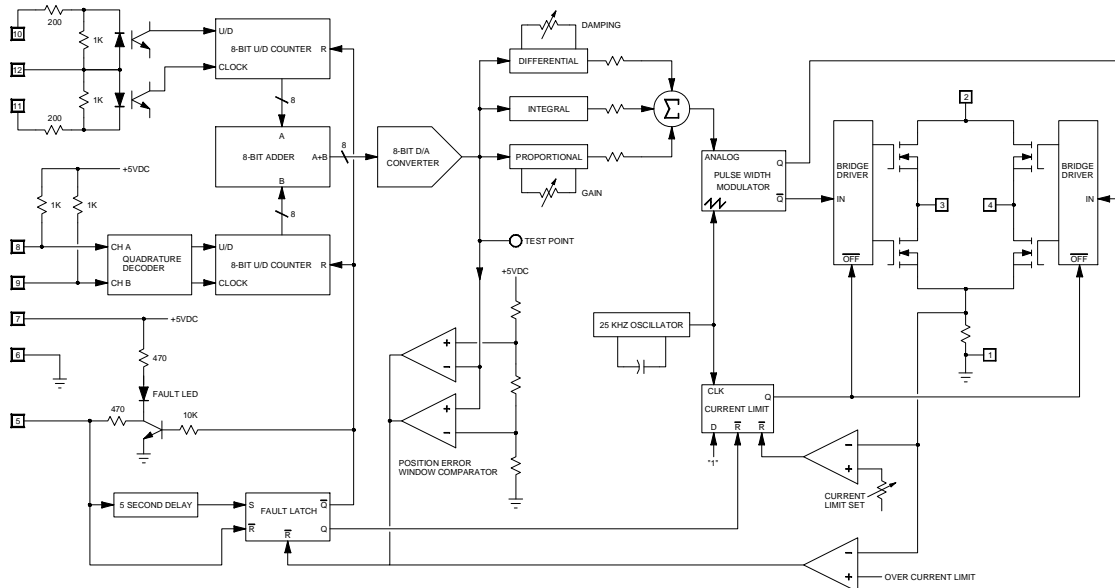 10
200
1K
12
1K
11
200
U/D
8-BIT U/D COUNTER
R
CLOCK
8
A
8-BIT ADDER
A+B
B
8
8
8-BIT D/A
CONVERTER
DAMPING
DIFFERENTIAL
INTEGRAL
PROPORTIONAL
GAIN
Σ
ANALOG
Q
PULSE WIDTH
MODULATOR
Q
BRIDGE
DRIVER
IN
OFF
2
3
4
BRIDGE
DRIVER
IN
OFF
1
+5VDC
1K
1K
8
9
CH A
QUADRATURE
DECODER
CH B
U/D
8-BIT U/D COUNTER
R
CLOCK
TEST POINT
+5VDC
7
+5VDC
6
470
FAULT LED
5
470
10K
+
-
+
-
POSITION ERROR
WINDOW COMPARATOR
25 KHZ OSCILLATOR
CLK
Q
CURRENT LIMIT
D
R
R
"1"
-
+
CURRENT
LIMIT SET
5 SECOND DELAY
S
Q
FAULT LATCH
R
R
Q
-
+
OVER CURRENT LIMIT